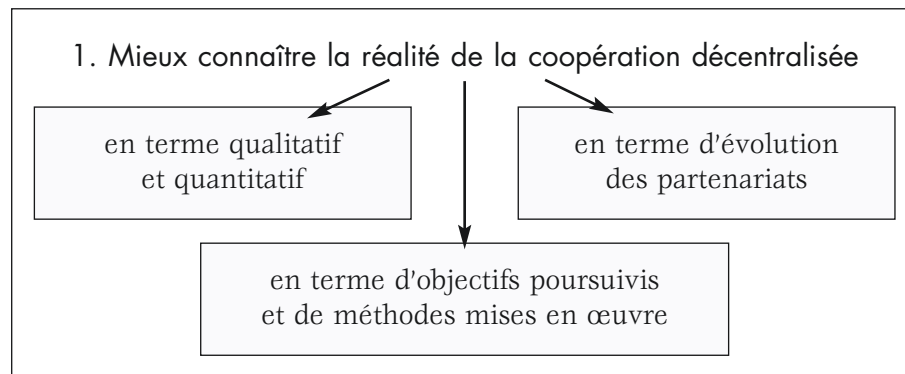 1. Mieux connaître la réalité de la coopération décentralisée
en terme qualitatif
et quantitatif
en terme d'évolution
des partenariats
en terme d'objectifs poursuivis
et de méthodes mises en œuvre